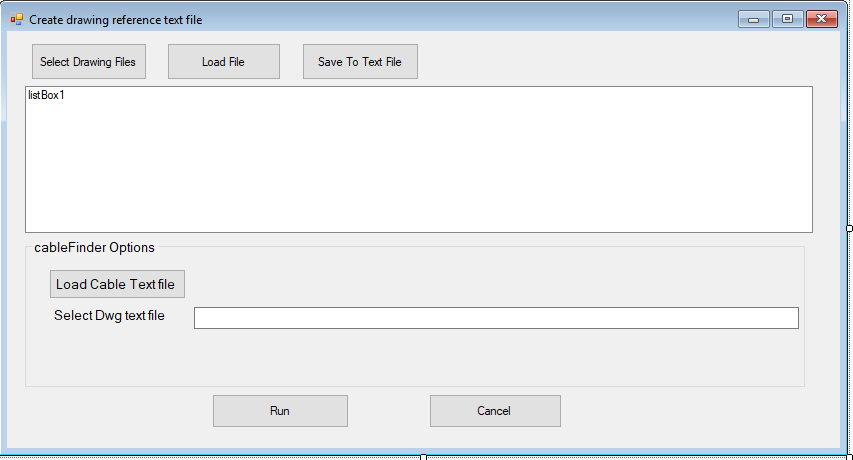 Create drawing reference text file
Select Drawing Files Load File Save To Text File
listBox1
cableFinder Options
Load Cable Text file
Select Dwg text file
Run Cancel